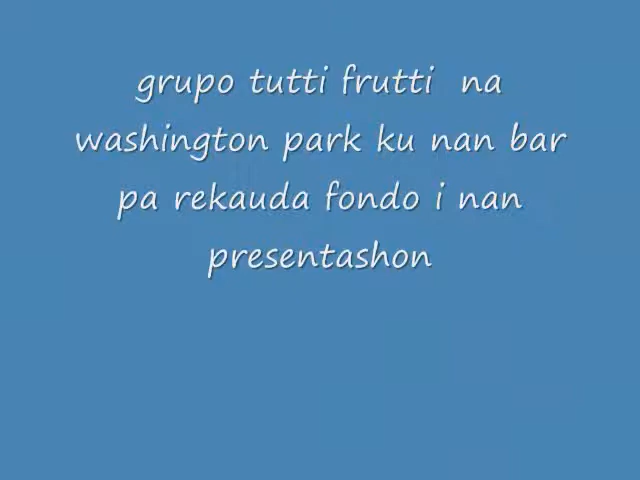 grupo tutti frutti na
washington park ku nan bar
pa rekauda fondo i nan
presentashon